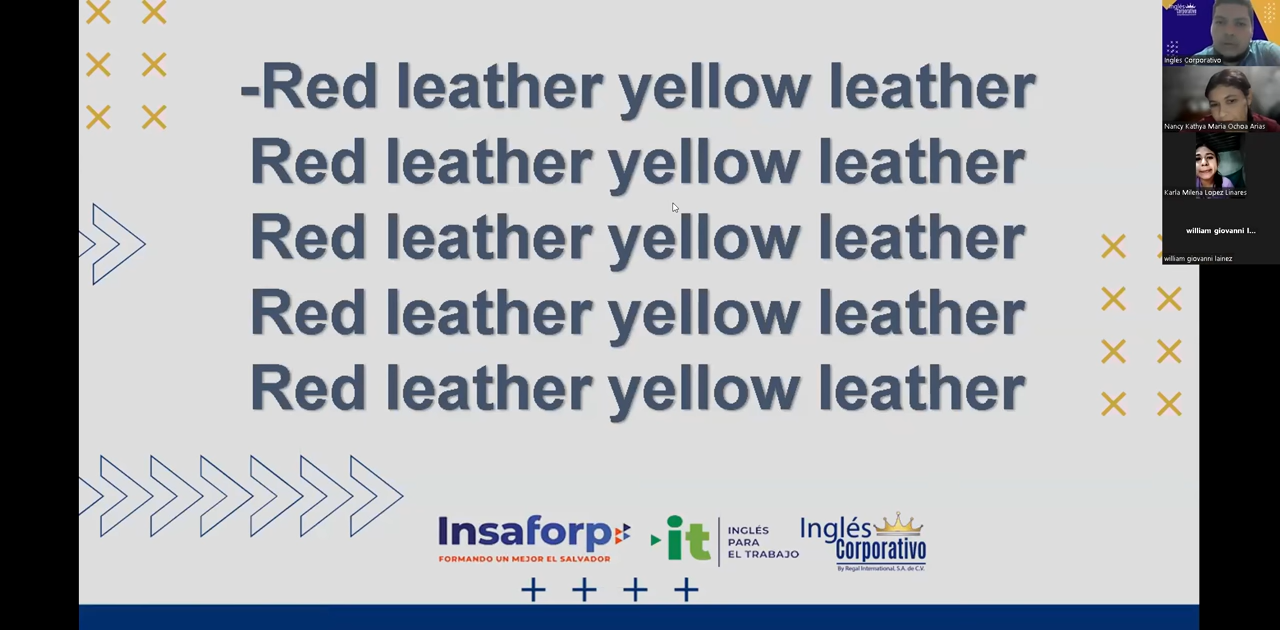 -Red leather yellow leather
Red leather yellow leather
Red leather yellow leather
Red leather yellow leather
Red leather yellow leather
Insaforp
FORMANDO UN MEJOR EL SALVADOR
it
INGLÉS
PARA
EL TRABAJO
Inglés
Corporativo
By Regal International, S.A. de C.V.
Inglés
Corporativo
Ingles Corporativo
Nancy Kathya Maria Ochoa Arias
Karla Milena Lopez Linares
william giovanni l...
william giovanni lainez